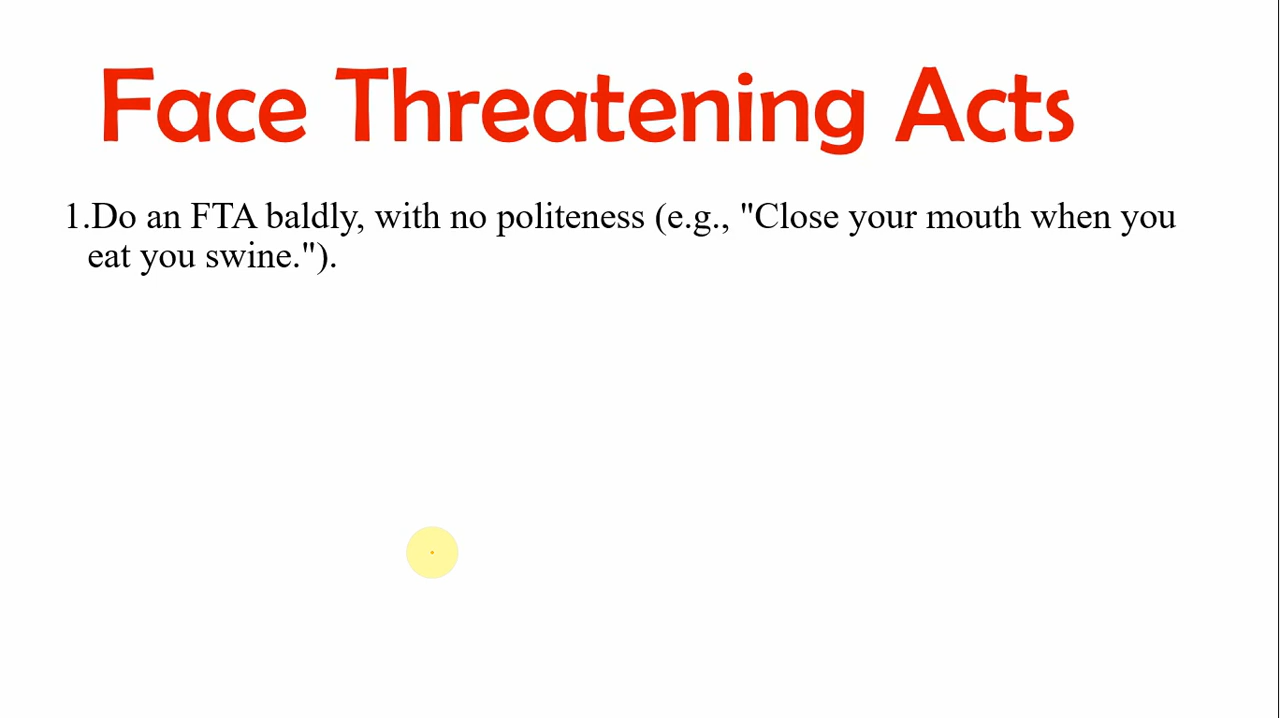 Face Threatening Acts
1.Do an FTA baldly, with no politeness (e.g., "Close your mouth when you
eat you swine.").